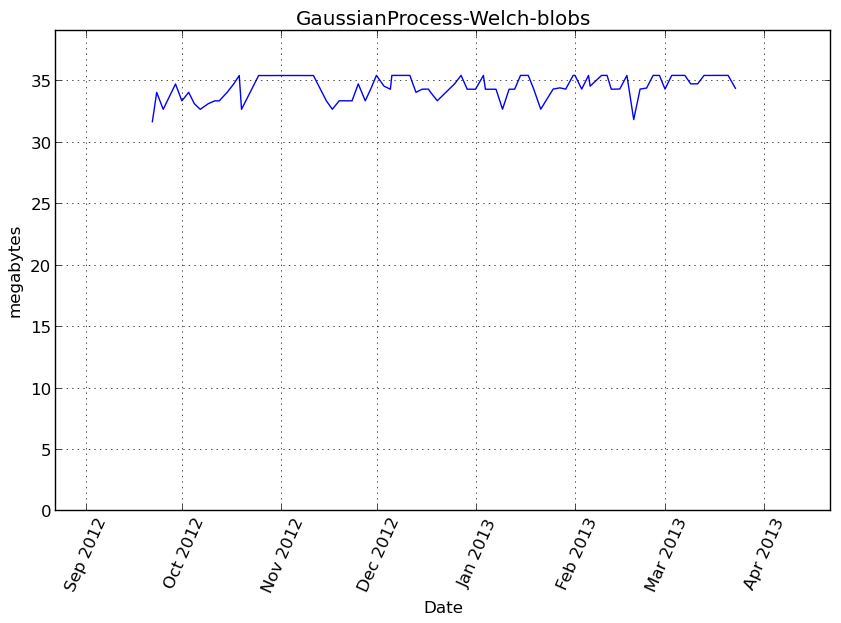 GaussianProcess-Welch-blobs
megabytes
35
30
25
20
15
10
5
0
Sep 2012
Oct 2012
Nov 2012
Dec 2012
Jan 2013
Feb 2013
Mar 2013
Apr 2013
Date